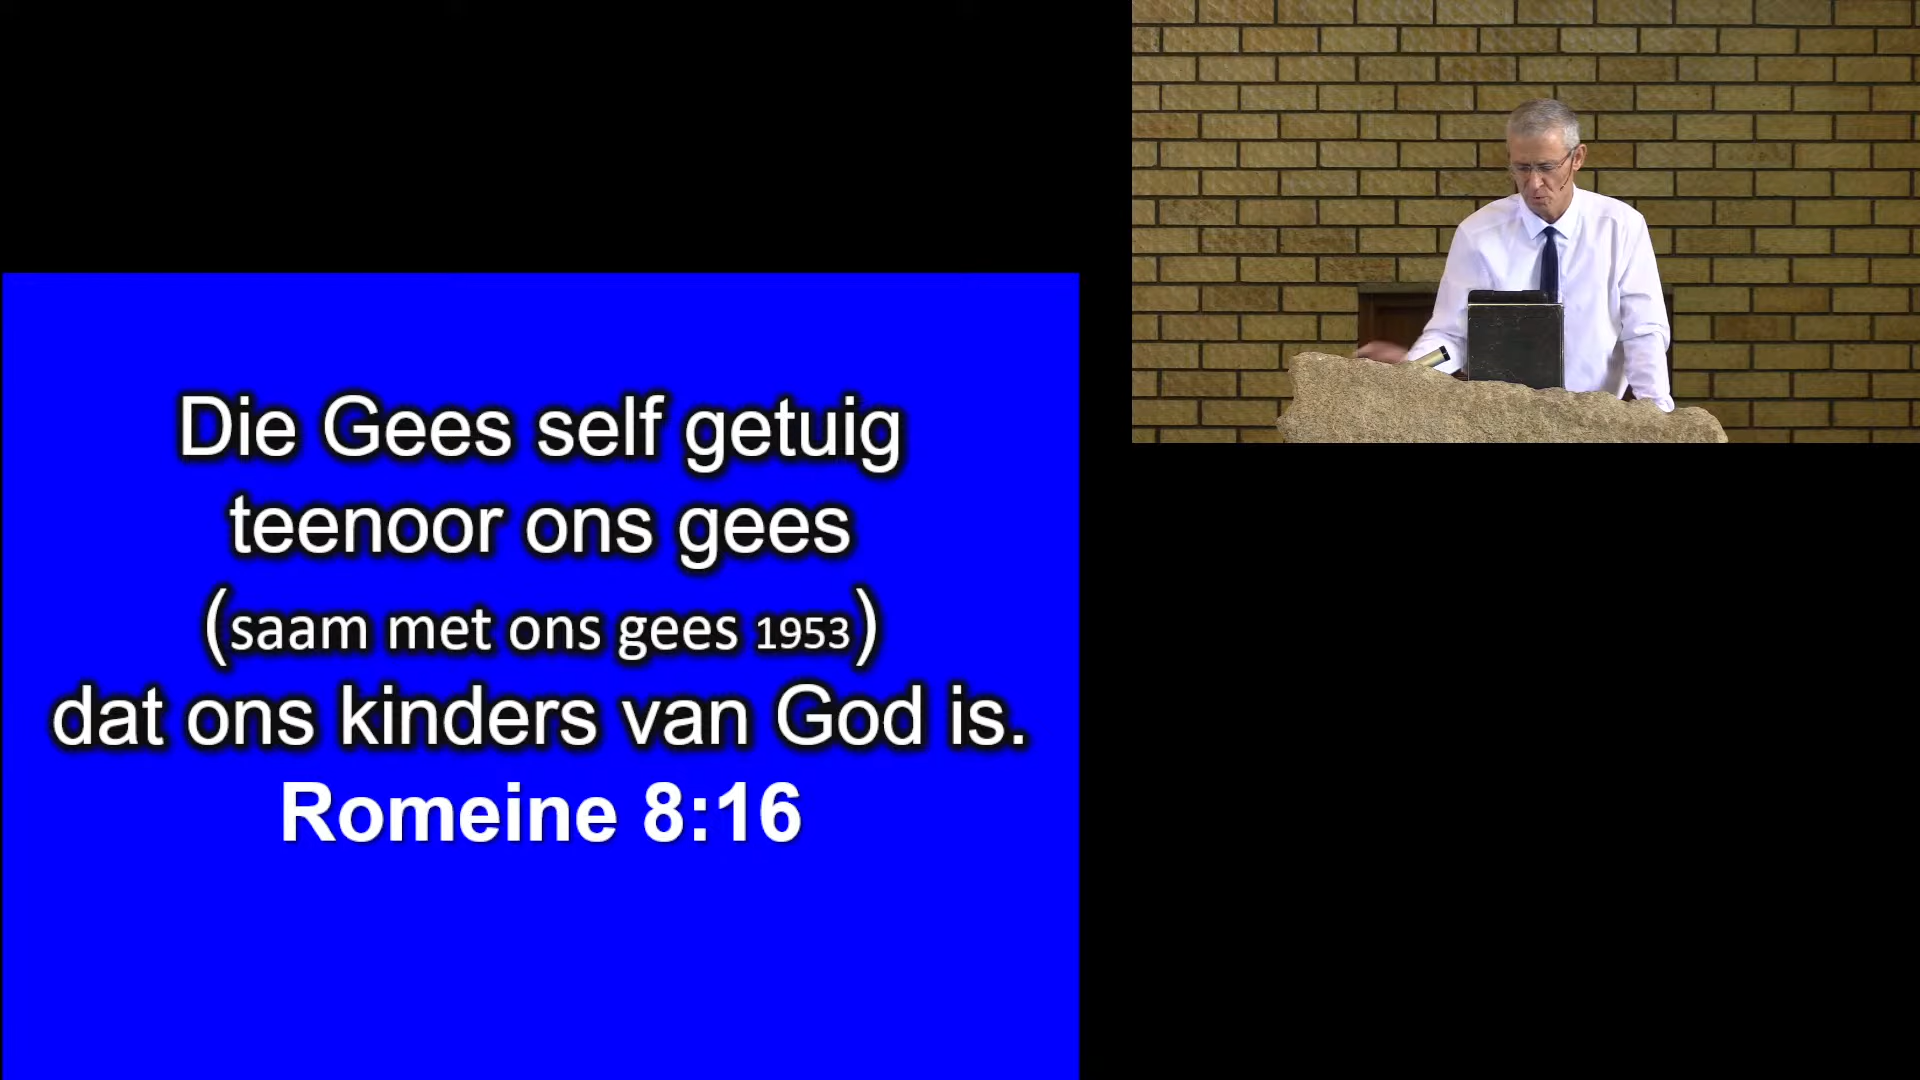 Die Gees self getuig
teenoor ons gees
(saam met ons gees 1953)
dat ons kinders van God is.
Romeine 8:16